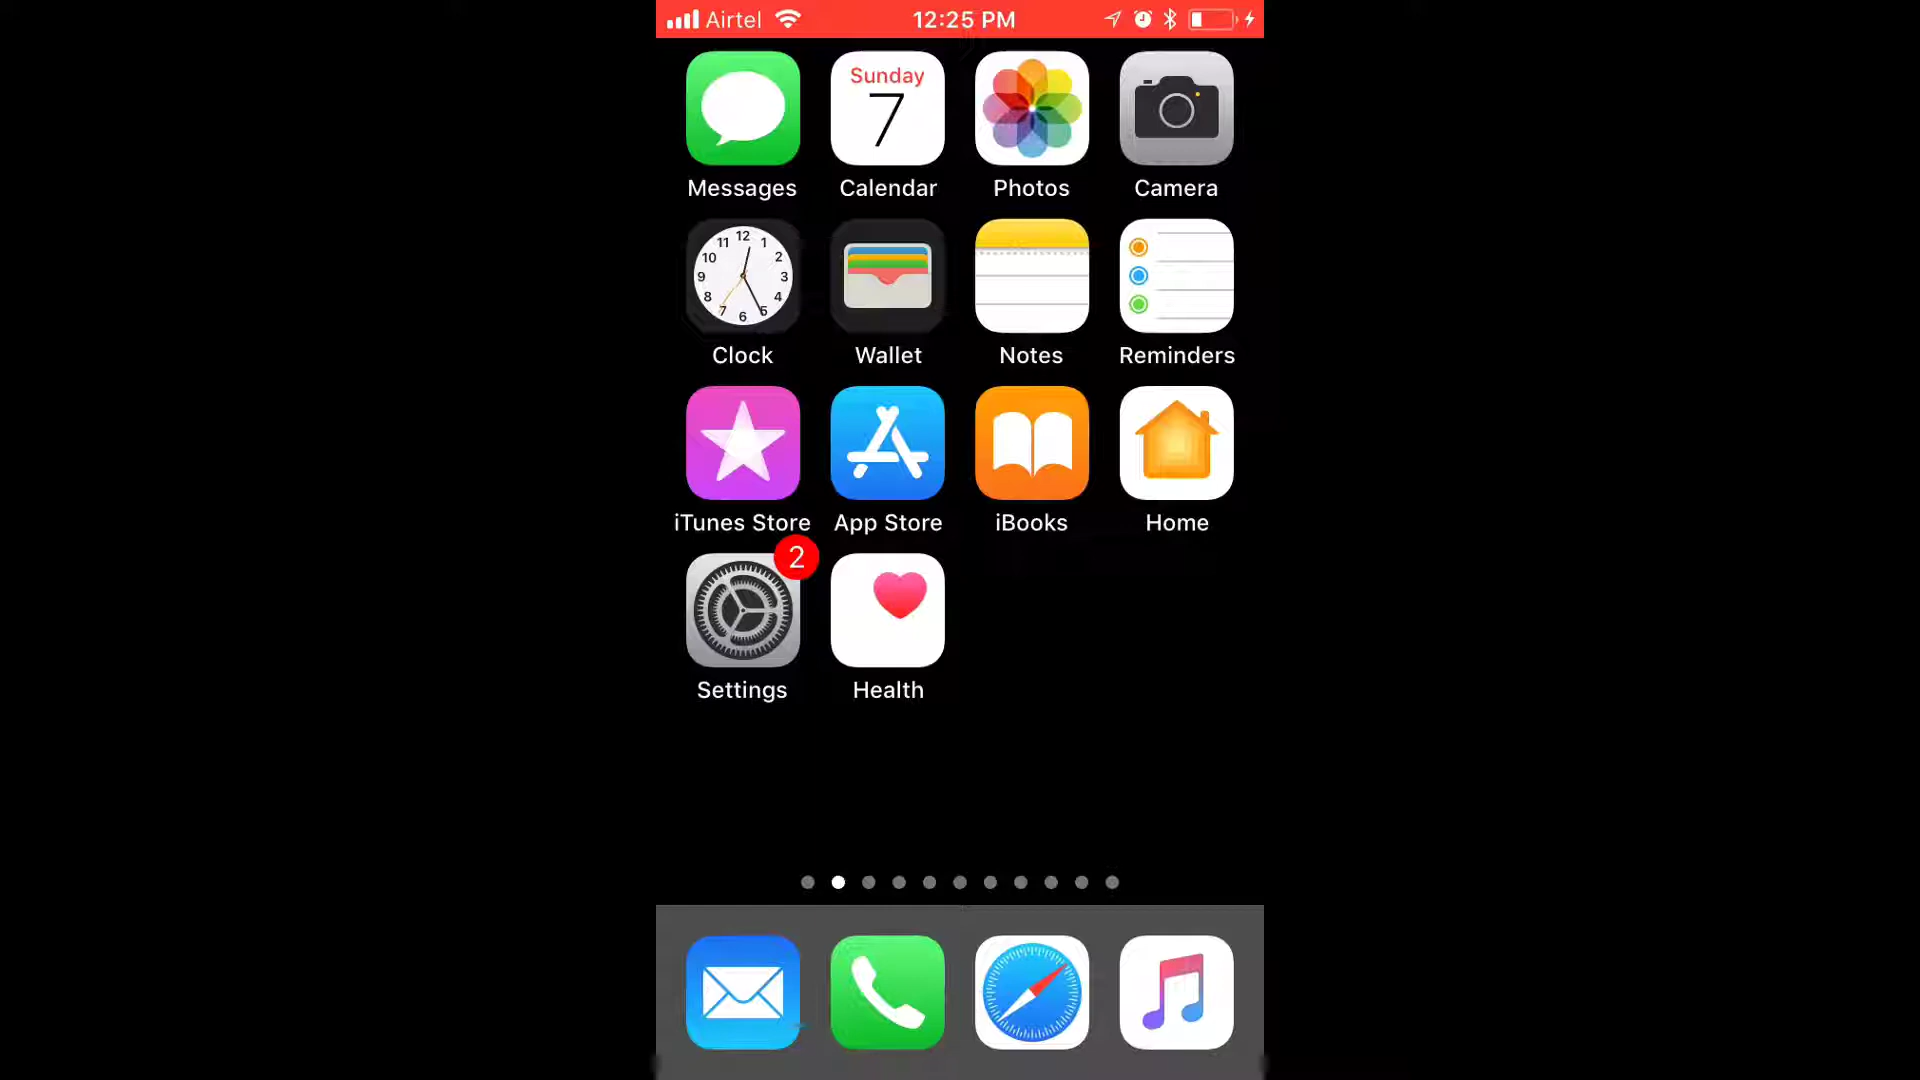 Airtel 12:25 PM
Sunday
7
Messages Calendar Photos Camera
12
11 1
10 2
9 3
8 4
7 5
6
Clock Wallet Notes Reminders
iTunes Store App Store iBooks Home
2
Settings Health